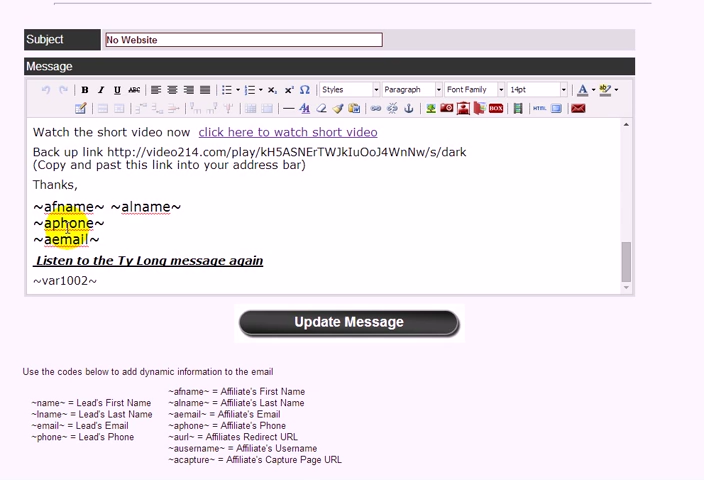 Subject
No Website
Message
B I U ABC Styles Paragraph Font Family 14pt A ab
HTML BOX
Watch the short video now click here to watch short video
Back up link http://video214.com/play/kH5ASNErTWJkIuOoJ4WnNw/s/dark
(Copy and past this link into your address bar)
Thanks,
~afname~ ~alname~
~aphone~
~aemail~
Listen to the Ty Long message again
~var1002~
Update Message
Use the codes below to add dynamic information to the email
~name~ = Lead's First Name
~lname~ = Lead's Last Name
~email~ = Lead's Email
~phone~ = Lead's Phone
~afname~ = Affiliate's First Name
~alname~ = Affiliate's Last Name
~aemail~ = Affiliate's Email
~aphone~ = Affiliate's Phone
~aurl~ = Affiliates Redirect URL
~ausername~ = Affiliate's Username
~acapture~ = Affiliate's Capture Page URL